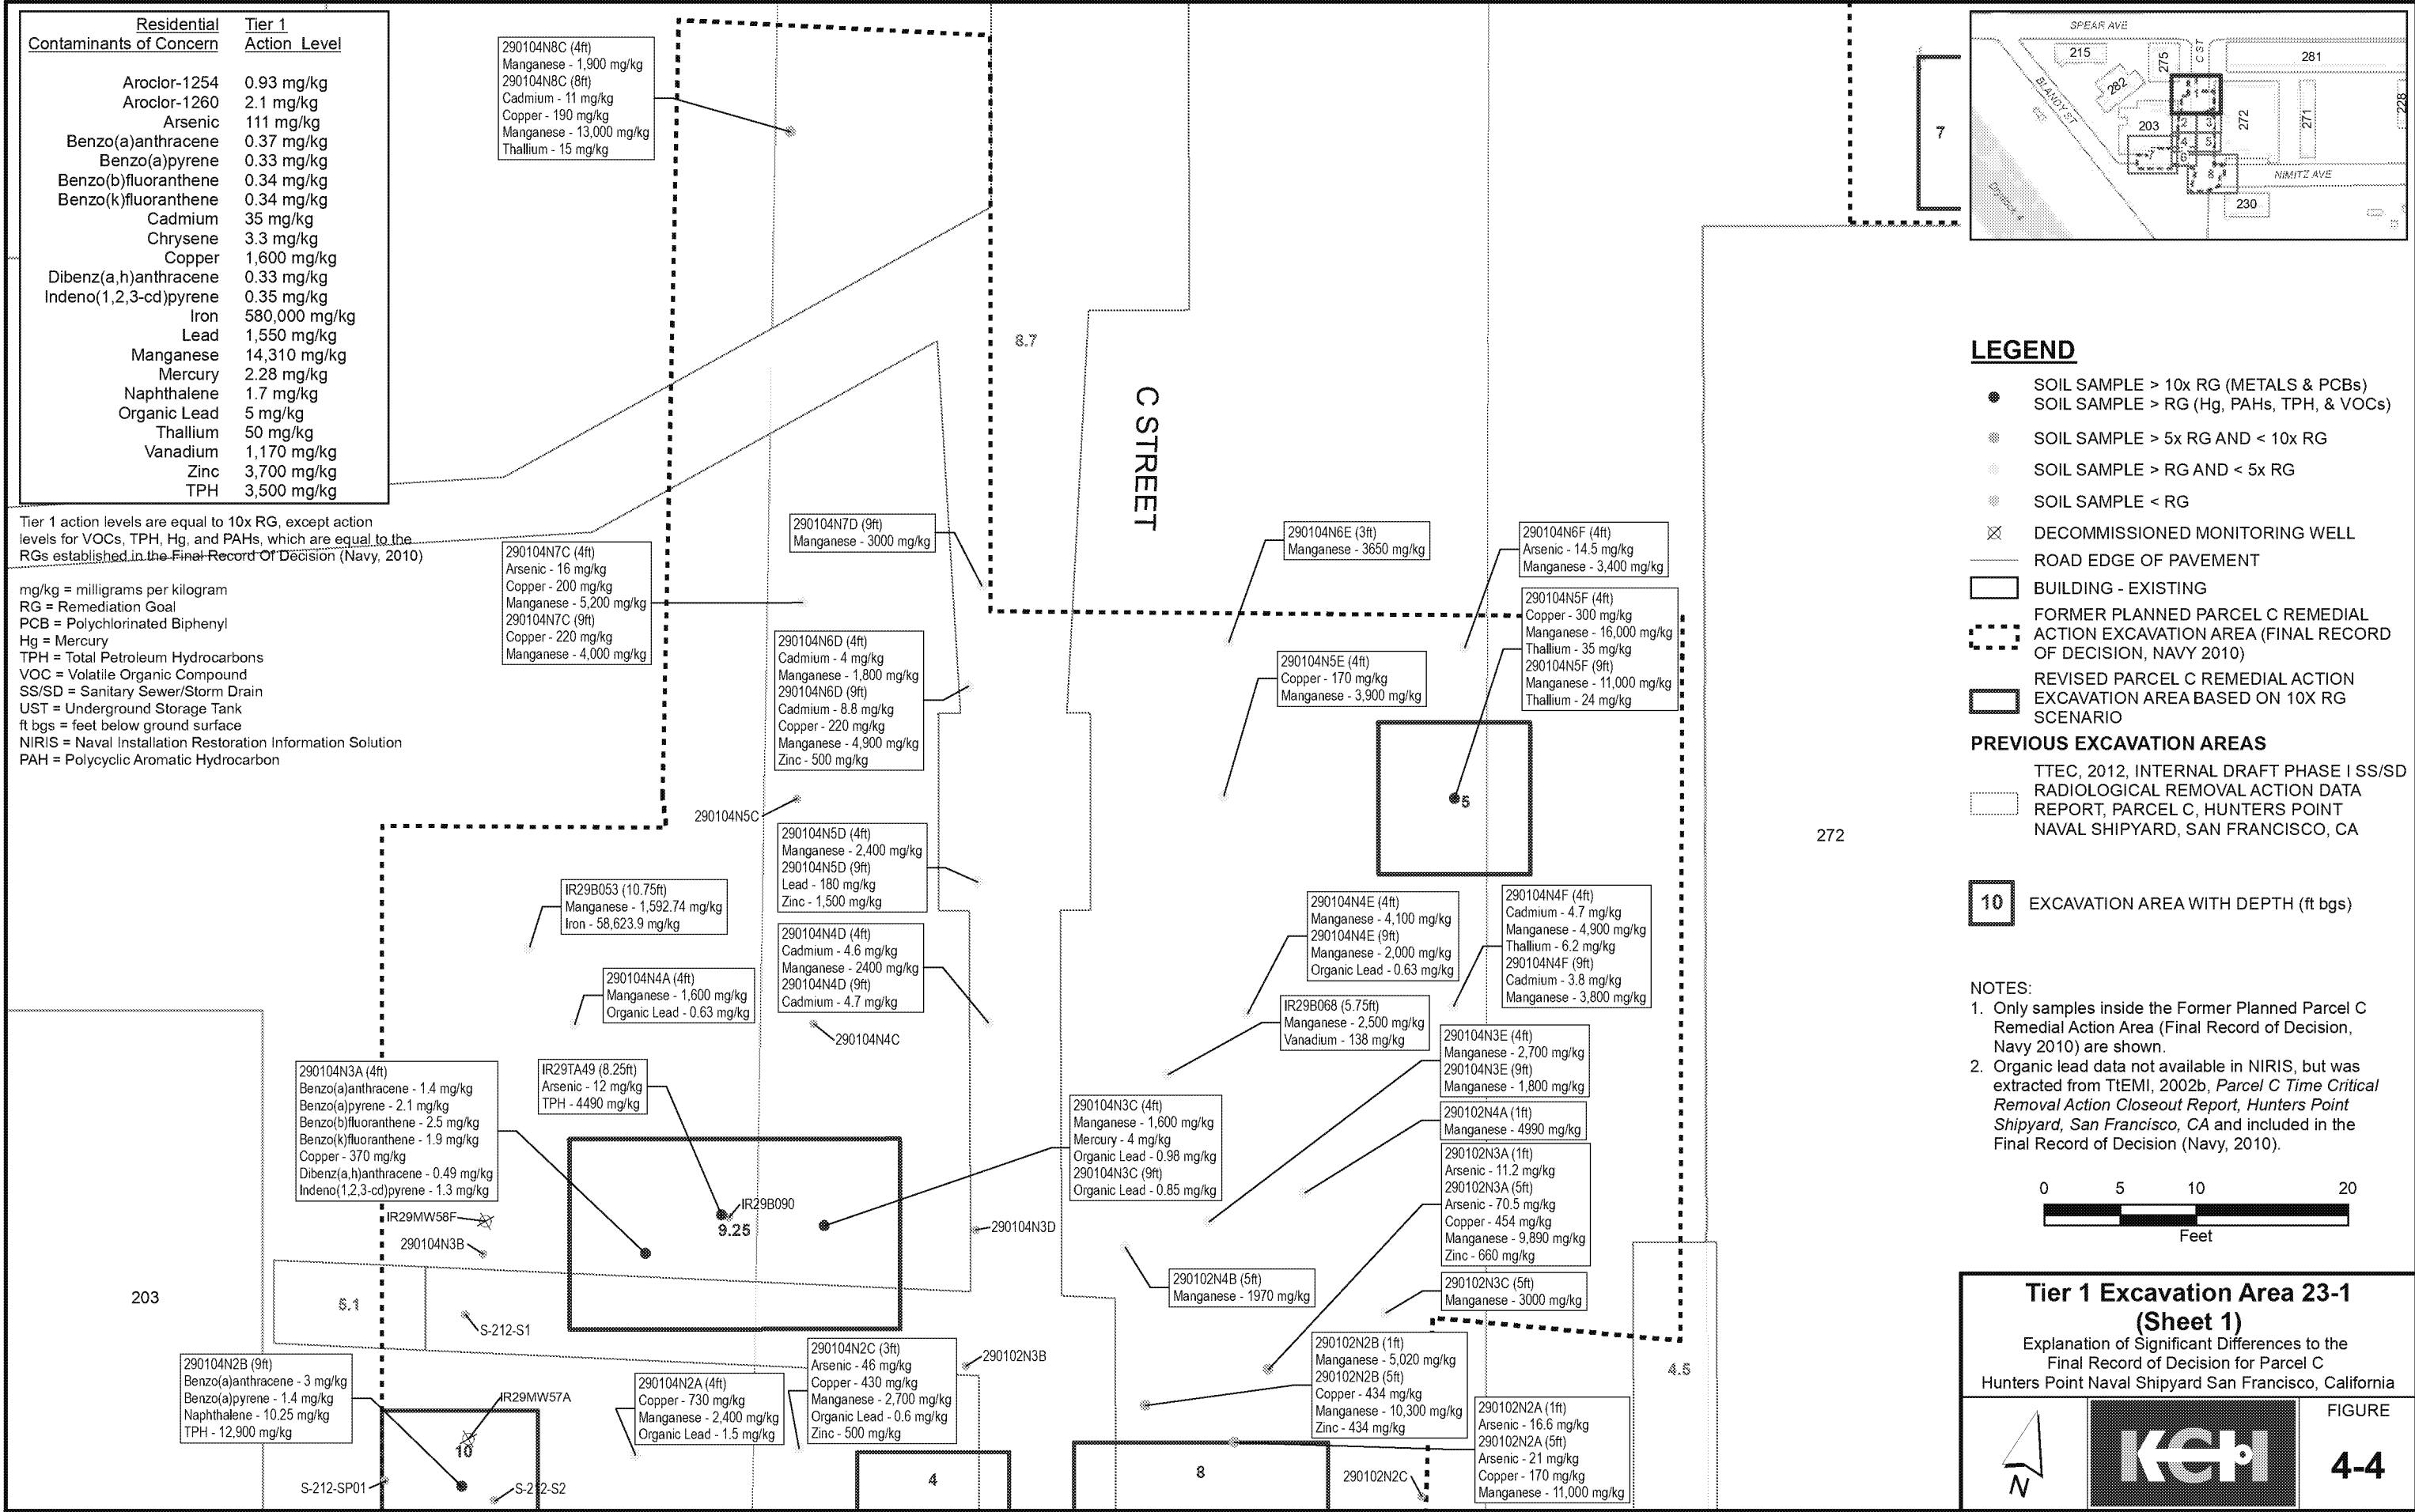 Residential Tier 1
Contaminants of Concern Action Level
Aroclor-1254 0.93 mg/kg
Aroclor-1260 2.1 mg/kg
Arsenic 111 mg/kg
Benzo(a)anthracene 0.37 mg/kg
Benzo(a)pyrene 0.33 mg/kg
Benzo(b)fluoranthene 0.34 mg/kg
Benzo(k)fluoranthene 0.34 mg/kg
Cadmium 35 mg/kg
Chrysene 3.3 mg/kg
Copper 1,600 mg/kg
Dibenz(a,h)anthracene 0.33 mg/kg
Indeno(1,2,3-cd)pyrene 0.35 mg/kg
Iron 580,000 mg/kg
Lead 1,550 mg/kg
Manganese 14,310 mg/kg
Mercury 2.28 mg/kg
Naphthalene 1.7 mg/kg
Organic Lead 5 mg/kg
Thallium 50 mg/kg
Vanadium 1,170 mg/kg
Zinc 3,700 mg/kg
TPH 3,500 mg/kg
Tier 1 action levels are equal to 10x RG, except action
levels for VOCs, TPH, Hg, and PAHs, which are equal to the
RGs established in the Final Record Of Decision (Navy, 2010)
mg/kg = milligrams per kilogram
RG = Remediation Goal
PCB = Polychlorinated Biphenyl
Hg = Mercury
TPH = Total Petroleum Hydrocarbons
VOC = Volatile Organic Compound
SS/SD = Sanitary Sewer/Storm Drain
UST = Underground Storage Tank
ft bgs = feet below ground surface
NIRIS = Naval Installation Restoration Information Solution
PAH = Polycyclic Aromatic Hydrocarbon
290104N8C (4ft)
Manganese - 1,900 mg/kg
290104N8C (8ft)
Cadmium - 11 mg/kg
Copper - 190 mg/kg
Manganese - 13,000 mg/kg
Thallium - 15 mg/kg
8.7
C STREET
7
290104N7C (4ft)
Arsenic - 16 mg/kg
Copper - 200 mg/kg
Manganese - 5,200 mg/kg
290104N7C (9ft)
Copper - 220 mg/kg
Manganese - 4,000 mg/kg
290104N7D (9ft)
Manganese - 3000 mg/kg
290104N6D (4ft)
Cadmium - 4 mg/kg
Manganese - 1,800 mg/kg
290104N6D (9ft)
Cadmium - 8.8 mg/kg
Copper - 220 mg/kg
Manganese - 4,900 mg/kg
Zinc - 500 mg/kg
290104N6E (3ft)
Manganese - 3650 mg/kg
290104N6F (4ft)
Arsenic - 14.5 mg/kg
Manganese - 3,400 mg/kg
290104N5F (4ft)
Copper - 300 mg/kg
Manganese - 16,000 mg/kg
Thallium - 35 mg/kg
290104N5F (9ft)
Manganese - 11,000 mg/kg
Thallium - 24 mg/kg
290104N5E (4ft)
Copper - 170 mg/kg
Manganese - 3,900 mg/kg
5
272
290104N5C
290104N5D (4ft)
Manganese - 2,400 mg/kg
290104N5D (9ft)
Lead - 180 mg/kg
Zinc - 1,500 mg/kg
IR29B053 (10.75ft)
Manganese - 1,592.74 mg/kg
Iron - 58,623.9 mg/kg
290104N4D (4ft)
Cadmium - 4.6 mg/kg
Manganese - 2400 mg/kg
290104N4D (9ft)
Cadmium - 4.7 mg/kg
290104N4A (4ft)
Manganese - 1,600 mg/kg
Organic Lead - 0.63 mg/kg
290104N4C
290104N4E (4ft)
Manganese - 4,100 mg/kg
290104N4E (9ft)
Manganese - 2,000 mg/kg
Organic Lead - 0.63 mg/kg
290104N4F (4ft)
Cadmium - 4.7 mg/kg
Manganese - 4,900 mg/kg
Thallium - 6.2 mg/kg
290104N4F (9ft)
Cadmium - 3.8 mg/kg
Manganese - 3,800 mg/kg
IR29B068 (5.75ft)
Manganese - 2,500 mg/kg
Vanadium - 138 mg/kg
290104N3E (4ft)
Manganese - 2,700 mg/kg
290104N3E (9ft)
Manganese - 1,800 mg/kg
290104N3A (4ft)
Benzo(a)anthracene - 1.4 mg/kg
Benzo(a)pyrene - 2.1 mg/kg
Benzo(b)fluoranthene - 2.5 mg/kg
Benzo(k)fluoranthene - 1.9 mg/kg
Copper - 370 mg/kg
Dibenz(a,h)anthracene - 0.49 mg/kg
Indeno(1,2,3-cd)pyrene - 1.3 mg/kg
IR29TA49 (8.25ft)
Arsenic - 12 mg/kg
TPH - 4490 mg/kg
290104N3C (4ft)
Manganese - 1,600 mg/kg
Mercury - 4 mg/kg
Organic Lead - 0.98 mg/kg
290104N3C (9ft)
Organic Lead - 0.85 mg/kg
290102N4A (1ft)
Manganese - 4990 mg/kg
290102N3A (1ft)
Arsenic - 11.2 mg/kg
290102N3A (5ft)
Arsenic - 70.5 mg/kg
Copper - 454 mg/kg
Manganese - 9,890 mg/kg
Zinc - 660 mg/kg
IR29B090
9.25
IR29MW58F
290104N3B
290104N3D
290102N4B (5ft)
Manganese - 1970 mg/kg
290102N3C (5ft)
Manganese - 3000 mg/kg
203
5.1
S-212-S1
290104N2B (9ft)
Benzo(a)anthracene - 3 mg/kg
Benzo(a)pyrene - 1.4 mg/kg
Naphthalene - 10.25 mg/kg
TPH - 12,900 mg/kg
IR29MW57A
10
S-212-SP01
S-212-S2
290104N2A (4ft)
Copper - 730 mg/kg
Manganese - 2,400 mg/kg
Organic Lead - 1.5 mg/kg
290104N2C (3ft)
Arsenic - 46 mg/kg
Copper - 430 mg/kg
Manganese - 2,700 mg/kg
Organic Lead - 0.6 mg/kg
Zinc - 500 mg/kg
290102N3B
4
8
290102N2B (1ft)
Manganese - 5,020 mg/kg
290102N2B (5ft)
Copper - 434 mg/kg
Manganese - 10,300 mg/kg
Zinc - 434 mg/kg
290102N2A (1ft)
Arsenic - 16.6 mg/kg
290102N2A (5ft)
Arsenic - 21 mg/kg
Copper - 170 mg/kg
Manganese - 11,000 mg/kg
290102N2C
4.5
SPEAR AVE
215
275
C ST
281
282
BLANDY ST
203
272
271
228
1
2
3
4
5
6
7
8
NIMITZ AVE
230
Drydock 4
LEGEND
SOIL SAMPLE > 10x RG (METALS & PCBs)
SOIL SAMPLE > RG (Hg, PAHs, TPH, & VOCs)
SOIL SAMPLE > 5x RG AND < 10x RG
SOIL SAMPLE > RG AND < 5x RG
SOIL SAMPLE < RG
DECOMMISSIONED MONITORING WELL
ROAD EDGE OF PAVEMENT
BUILDING - EXISTING
FORMER PLANNED PARCEL C REMEDIAL
ACTION EXCAVATION AREA (FINAL RECORD
OF DECISION, NAVY 2010)
REVISED PARCEL C REMEDIAL ACTION
EXCAVATION AREA BASED ON 10X RG
SCENARIO
PREVIOUS EXCAVATION AREAS
TTEC, 2012, INTERNAL DRAFT PHASE I SS/SD
RADIOLOGICAL REMOVAL ACTION DATA
REPORT, PARCEL C, HUNTERS POINT
NAVAL SHIPYARD, SAN FRANCISCO, CA
10 EXCAVATION AREA WITH DEPTH (ft bgs)
NOTES:
1. Only samples inside the Former Planned Parcel C
Remedial Action Area (Final Record of Decision,
Navy 2010) are shown.
2. Organic lead data not available in NIRIS, but was
extracted from TtEMI, 2002b, Parcel C Time Critical
Removal Action Closeout Report, Hunters Point
Shipyard, San Francisco, CA and included in the
Final Record of Decision (Navy, 2010).
0 5 10 20
Feet
Tier 1 Excavation Area 23-1
(Sheet 1)
Explanation of Significant Differences to the
Final Record of Decision for Parcel C
Hunters Point Naval Shipyard San Francisco, California
N
KCH
FIGURE
4-4